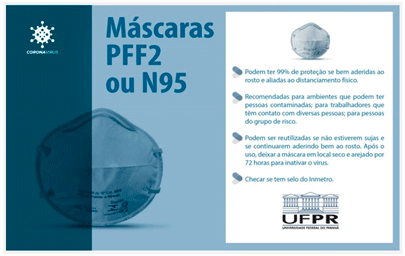 CORONAVÍRUS
Máscaras
PFF2
ou N95
Podem ter 99% de proteção se bem aderidas ao
rosto e aliadas ao distanciamento físico.
Recomendadas para ambientes que podem ter
pessoas contaminadas; para trabalhadores que
têm contato com diversas pessoas; para pessoas
do grupo de risco.
Podem ser reutilizadas se não estiverem sujas e
se continuarem aderindo bem ao rosto. Após o
uso, deixar a máscara em local seco e arejado por
72 horas para inativar o vírus.
Checar se tem selo do Inmetro.
UFPR
UNIVERSIDADE FEDERAL DO PARANÁ